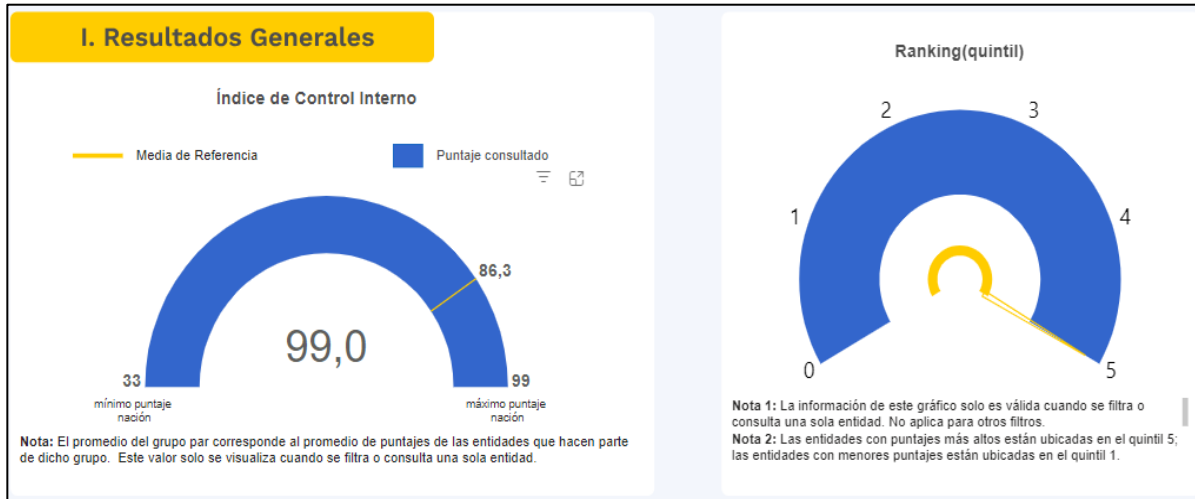 I. Resultados Generales
Índice de Control Interno
Media de Referencia
Puntaje consultado
86,3
99,0
33
99
mínimo puntaje
nación
máximo puntaje
nación
Nota: El promedio del grupo par corresponde al promedio de puntajes de las entidades que hacen parte
de dicho grupo. Este valor solo se visualiza cuando se filtra o consulta una sola entidad.
Ranking(quintil)
2
3
1
4
0
5
Nota 1: La información de este gráfico solo es válida cuando se filtra o
consulta una sola entidad. No aplica para otros filtros.
Nota 2: Las entidades con puntajes más altos están ubicadas en el quintil 5;
las entidades con menores puntajes están ubicadas en el quintil 1.